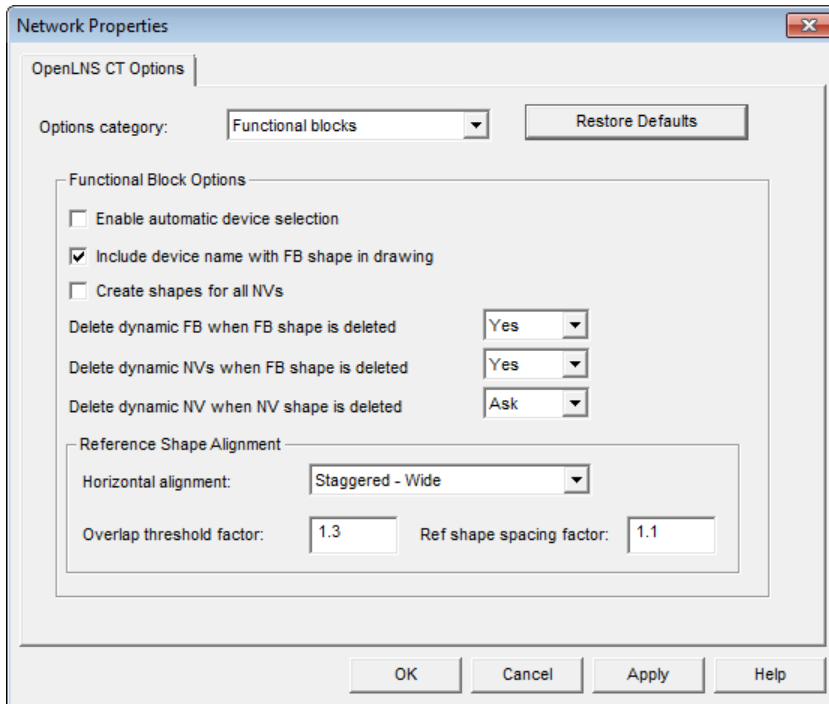 Network Properties
OpenLNS CT Options
Options category: Functional blocks Restore Defaults
Functional Block Options
Enable automatic device selection
Include device name with FB shape in drawing
Create shapes for all NVs
Delete dynamic FB when FB shape is deleted Yes
Delete dynamic NVs when FB shape is deleted Yes
Delete dynamic NV when NV shape is deleted Ask
Reference Shape Alignment
Horizontal alignment: Staggered - Wide
Overlap threshold factor: 1.3 Ref shape spacing factor: 1.1
OK Cancel Apply Help